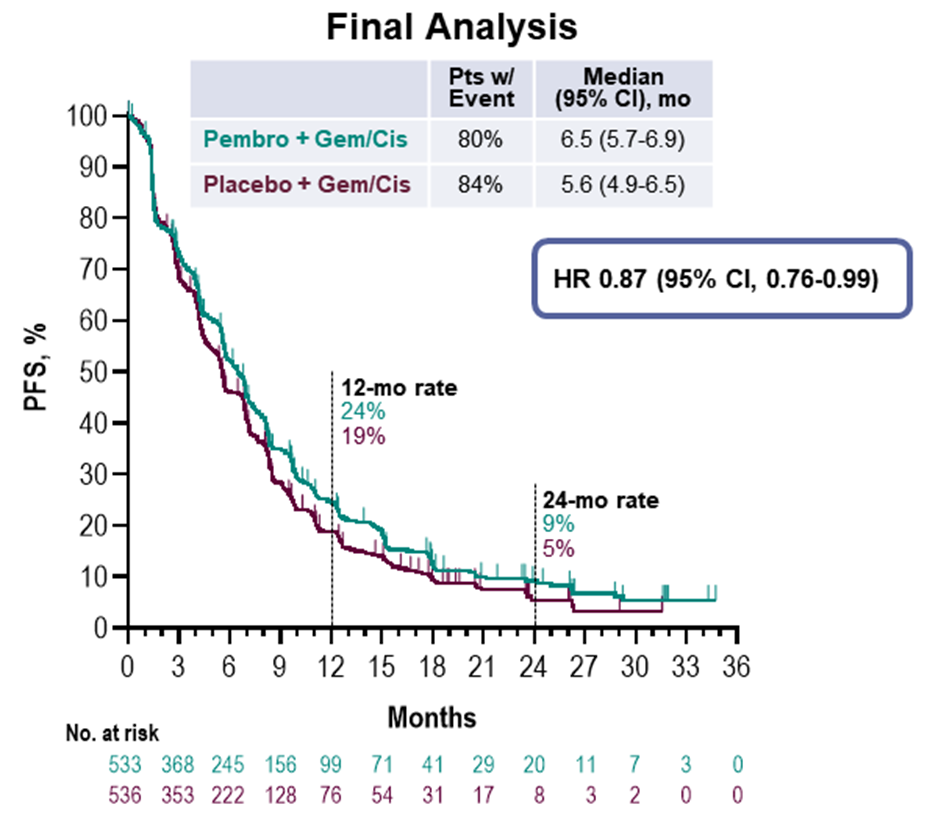 Final Analysis
Pts w/ Event
Median (95% CI), mo
Pembro + Gem/Cis 80% 6.5 (5.7-6.9)
Placebo + Gem/Cis 84% 5.6 (4.9-6.5)
HR 0.87 (95% CI, 0.76-0.99)
PFS, %
100
90
80
70
60
50
40
30
20
10
0
12-mo rate
24%
19%
24-mo rate
9%
5%
0 3 6 9 12 15 18 21 24 27 30 33 36
Months
No. at risk
533 368 245 156 99 71 41 29 20 11 7 3 0
536 353 222 128 76 54 31 17 8 3 2 0 0